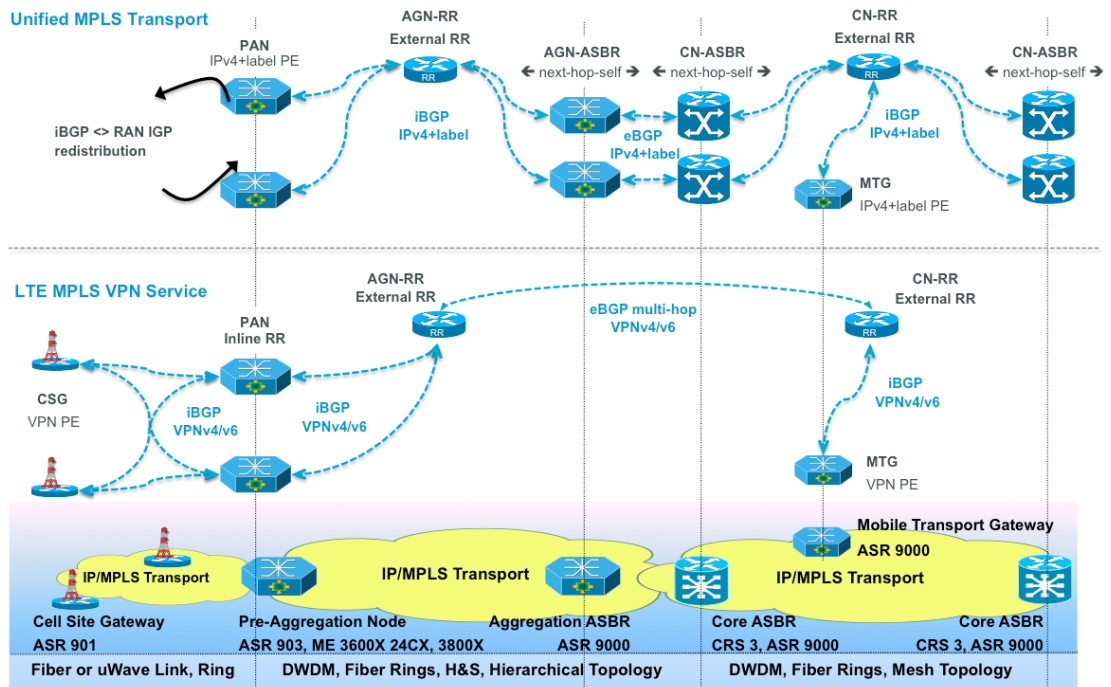 Unified MPLS Transport
PAN
IPv4+label PE
AGN-RR
External RR
RR
AGN-ASBR
next-hop-self
CN-ASBR
next-hop-self
CN-RR
External RR
RR
CN-ASBR
next-hop-self
iBGP <> RAN IGP
redistribution
iBGP
IPv4+label
eBGP
IPv4+label
iBGP
IPv4+label
MTG
IPv4+label PE
LTE MPLS VPN Service
PAN
Inline RR
AGN-RR
External RR
RR
eBGP multi-hop
VPNv4/v6
CN-RR
External RR
RR
CSG
VPN PE
iBGP
VPNv4/v6
iBGP
VPNv4/v6
iBGP
VPNv4/v6
MTG
VPN PE
Mobile Transport Gateway
ASR 9000
IP/MPLS Transport
IP/MPLS Transport
IP/MPLS Transport
Cell Site Gateway
ASR 901
Pre-Aggregation Node
ASR 903, ME 3600X 24CX, 3800X
Aggregation ASBR
ASR 9000
Core ASBR
CRS 3, ASR 9000
Core ASBR
CRS 3, ASR 9000
Fiber or uWave Link, Ring
DWDM, Fiber Rings, H&S, Hierarchical Topology
DWDM, Fiber Rings, Mesh Topology